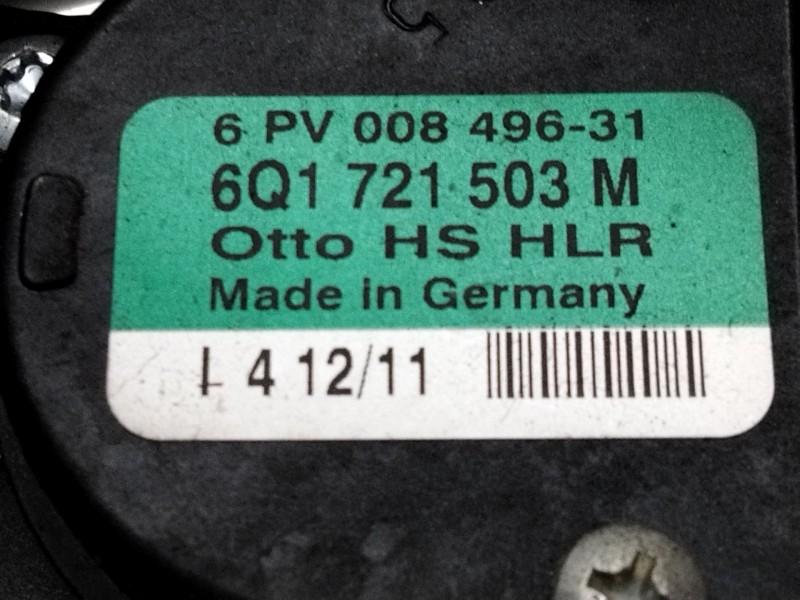 6 PV 008 496-31
6Q1 721 503 M
Otto HS HLR
Made in Germany
4 12/11